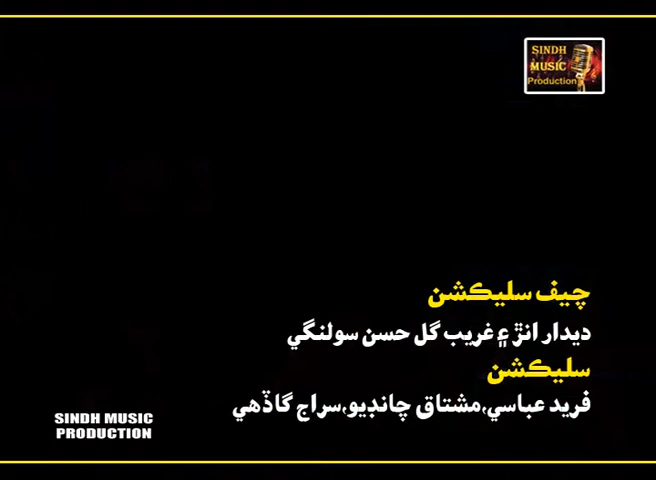 SINDH
MUSIC
Production
چيف سليڪشن
ديدار انڙ ۽ غريب گل حسن سولنگي
سليڪشن
فريد عباسي،مشتاق چانڊيو،سراج گاڏهي
SINDH MUSIC
PRODUCTION